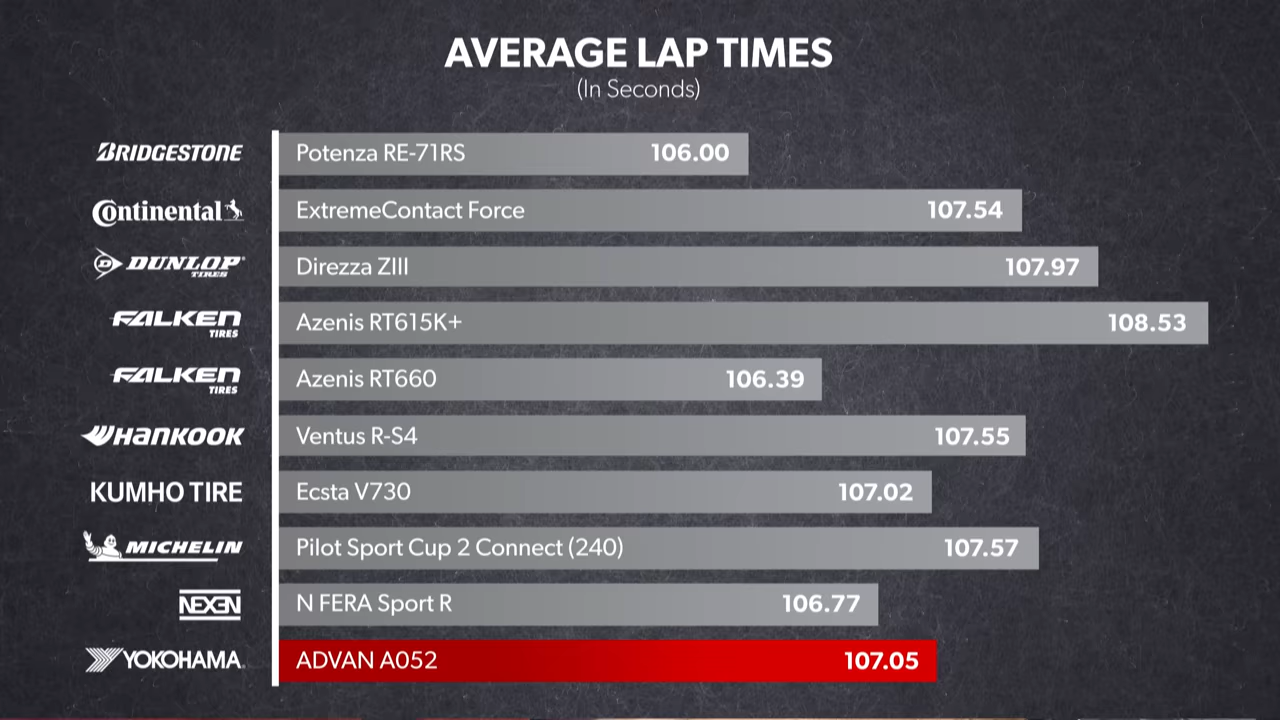 AVERAGE LAP TIMES
(In Seconds)
BRIDGESTONE Potenza RE-71RS 106.00
Continental ExtremeContact Force 107.54
D DUNLOP TIRES Direzza ZIII 107.97
FALKEN TIRES Azenis RT615K+ 108.53
FALKEN TIRES Azenis RT660 106.39
HANKOOK Ventus R-S4 107.55
KUMHO TIRE Ecsta V730 107.02
MICHELIN Pilot Sport Cup 2 Connect (240) 107.57
NEXEN N FERA Sport R 106.77
YOKOHAMA ADVAN A052 107.05